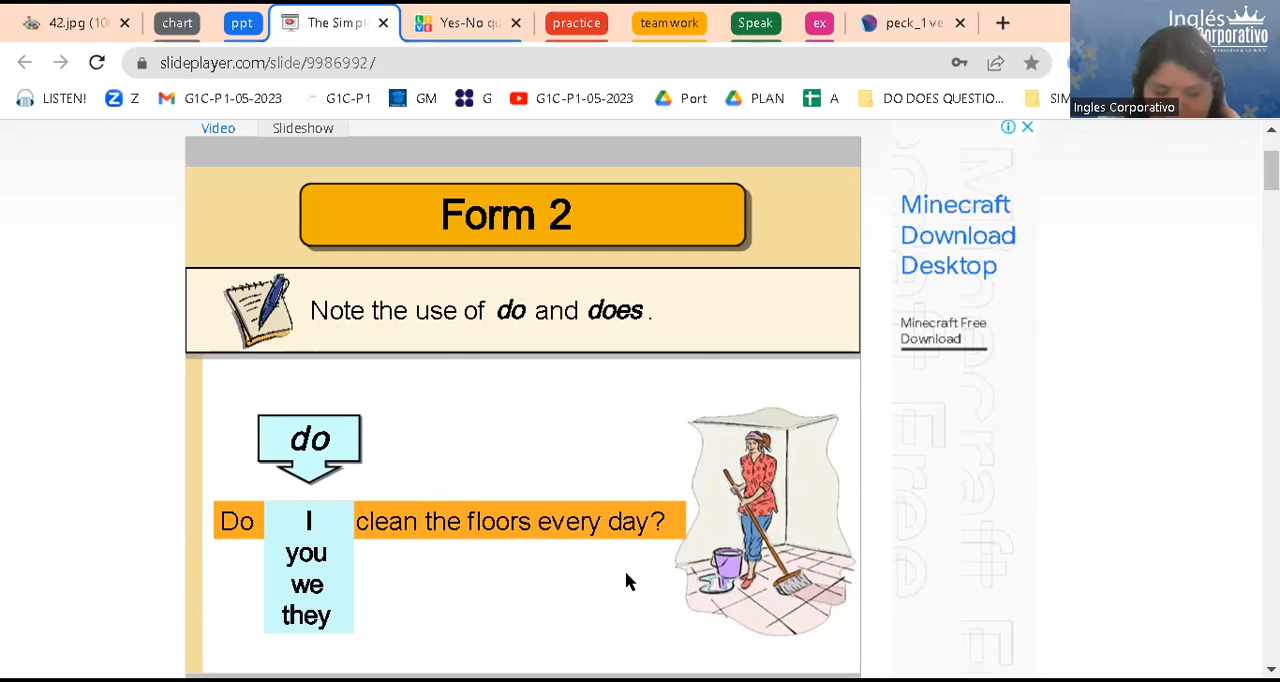 42.jpg (10
chart
ppt
The Simpl
Yes-No qu
practice
teamwork
Speak
ex
peck_1 ve
slideplayer.com/slide/9986992/
LISTEN!
Z
G1C-P1-05-2023
G1C-P1
GM
G
G1C-P1-05-2023
Port
PLAN
A
DO DOES QUESTIO...
SIM
Inglés
Corporativo
Ingles Corporativo
Video
Slideshow
Form 2
Note the use of do and does.
do
Do I clean the floors every day?
you
we
they
Minecraft
Download
Desktop
Minecraft Free
Download